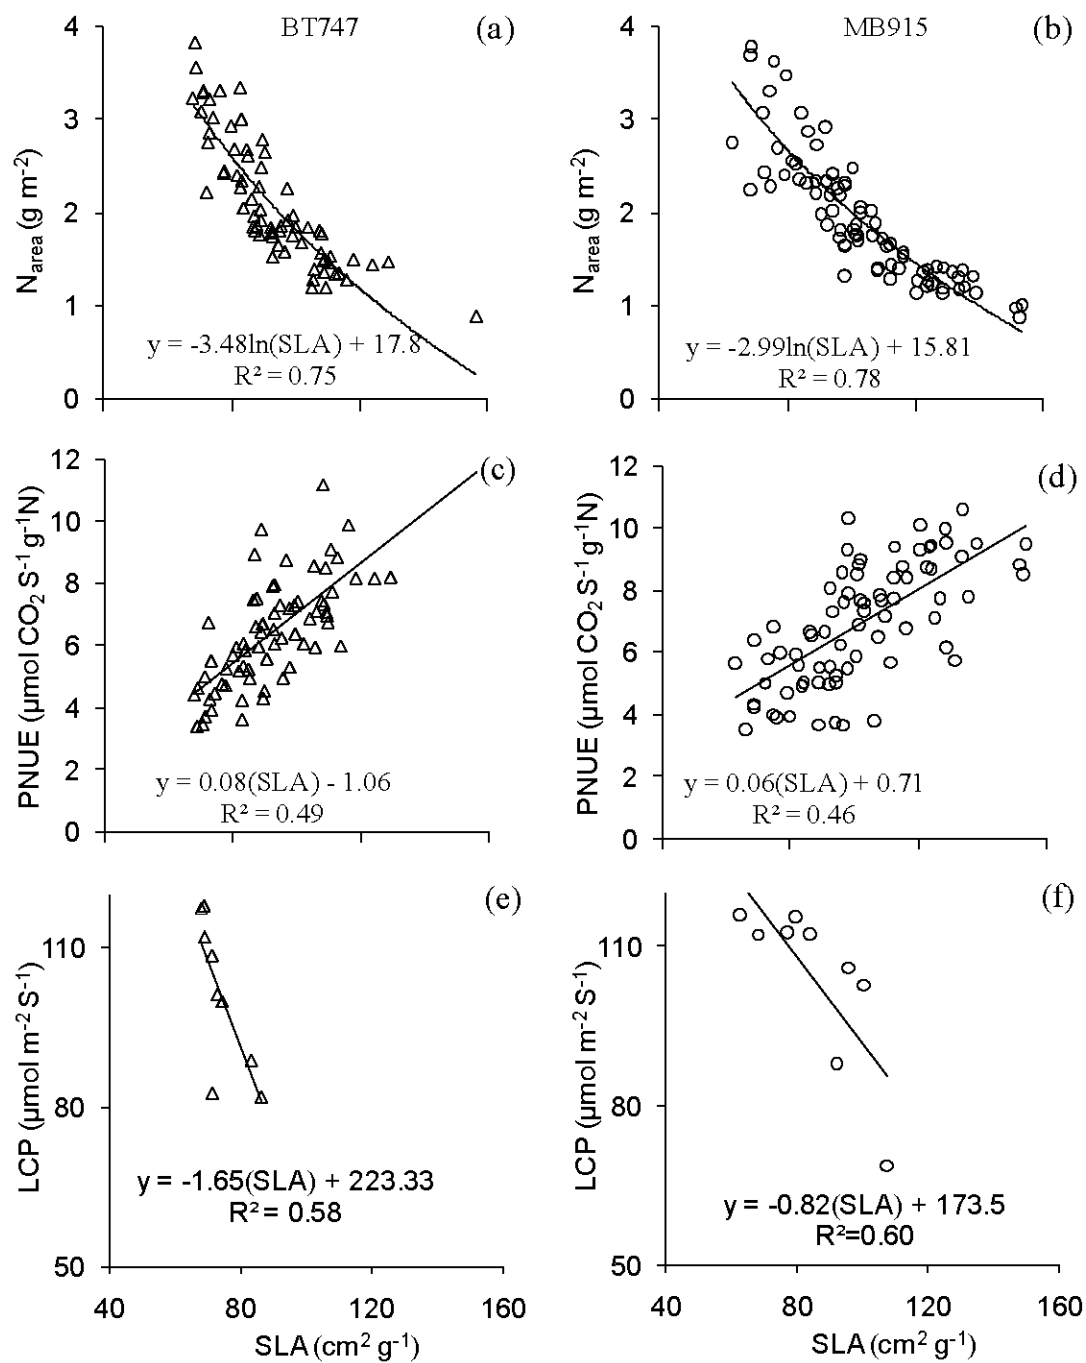 BT747
(a)
4
3
2
1
0
N_area (g m⁻²)
y = -3.48ln(SLA) + 17.8
R² = 0.75
MB915
(b)
4
3
2
1
0
N_area (g m⁻²)
y = -2.99ln(SLA) + 15.81
R² = 0.78
(c)
12
10
8
6
4
2
0
PNUE (µmol CO₂ S⁻¹ g⁻¹N)
y = 0.08(SLA) - 1.06
R² = 0.49
(d)
12
10
8
6
4
2
0
PNUE (µmol CO₂ S⁻¹ g⁻¹N)
y = 0.06(SLA) + 0.71
R² = 0.46
(e)
110
80
50
LCP (µmol m⁻² S⁻¹)
y = -1.65(SLA) + 223.33
R² = 0.58
40 80 120 160
SLA (cm² g⁻¹)
(f)
110
80
50
LCP (µmol m⁻² S⁻¹)
y = -0.82(SLA) + 173.5
R²=0.60
40 80 120 160
SLA (cm² g⁻¹)